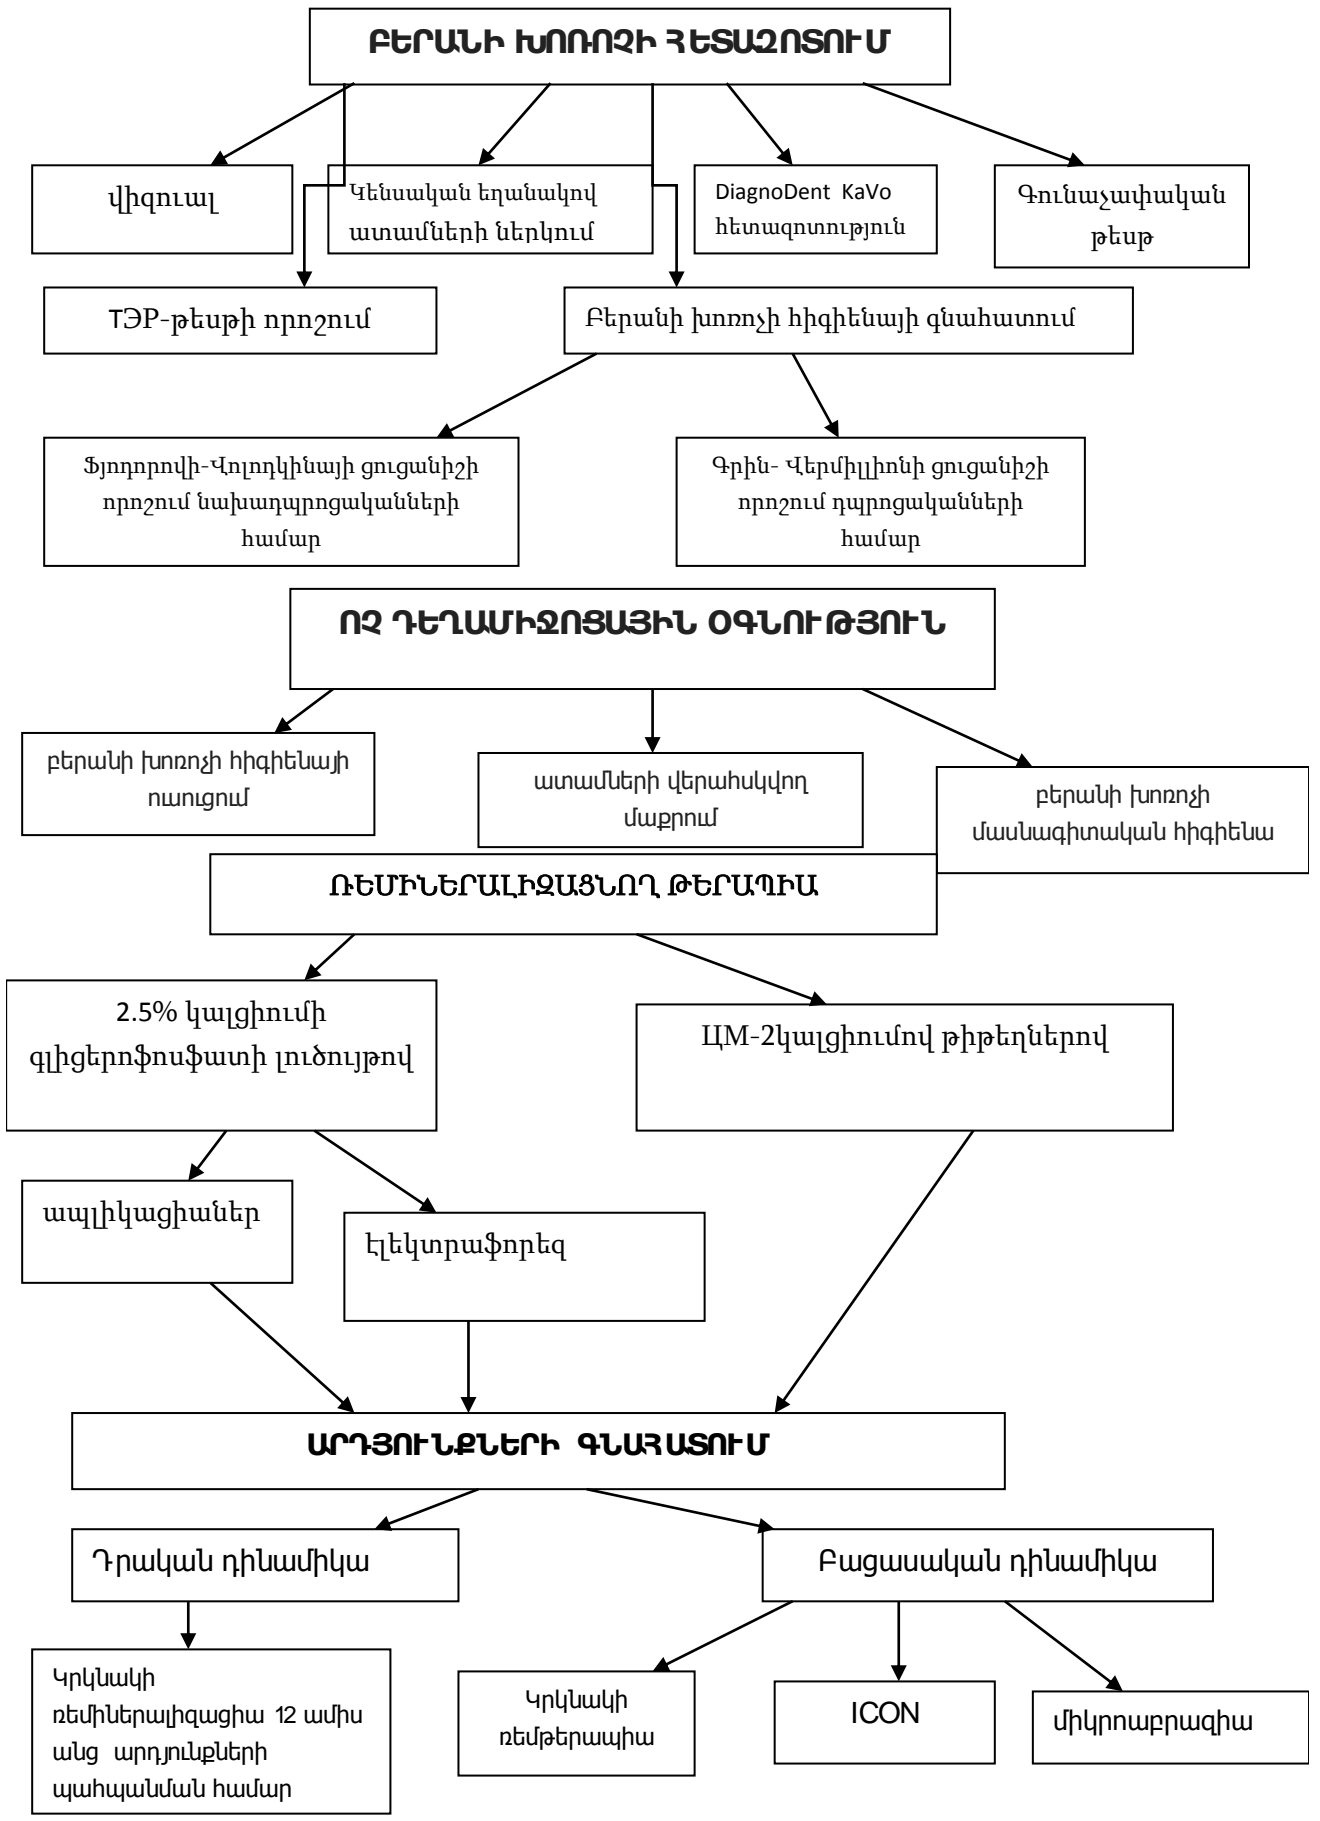 ԲԵՐԱՆԻ ԽՈՌՈՉԻ ՀԵՏԱԶՈՏՈՒՄ
վիզուալ
Կենսական եղանակով
ատամների ներկում
DiagnoDent KaVo
հետազոտություն
Գունաչափական
թեսթ
TЭР-թեսթի որոշում
Բերանի խոռոչի հիգիենայի գնահատում
Ֆյոդորովի-Վոլոդկինայի ցուցանիշի
որոշում նախադպրոցականների
համար
Գրին- Վերմիլլիոնի ցուցանիշի
որոշում դպրոցականների
համար
ՈՉ ԴԵՂԱՄԻՋՈՑԱՅԻՆ ՕԳՆՈՒԹՅՈՒՆ
բերանի խոռոչի հիգիենայի
ուսուցում
ատամների վերահսկվող
մաքրում
բերանի խոռոչի
մասնագիտական հիգիենա
ՌԵՄԻՆԵՐԱԼԻԶԱՑՆՈՂ ԹԵՐԱՊԻԱ
2.5% կալցիումի
գլիցերոֆոսֆատի լուծույթով
ЦМ-2կալցիումով թիթեղներով
ապլիկացիաներ
էլեկտրաֆորեզ
ԱՐԴՅՈՒՆՔՆԵՐԻ ԳՆԱՀԱՏՈՒՄ
Դրական դինամիկա
Բացասական դինամիկա
Կրկնակի
ռեմիներալիզացիա 12 ամիս
անց արդյունքների
պահպանման համար
Կրկնակի
ռեմթերապիա
ICON
միկրոաբրազիա